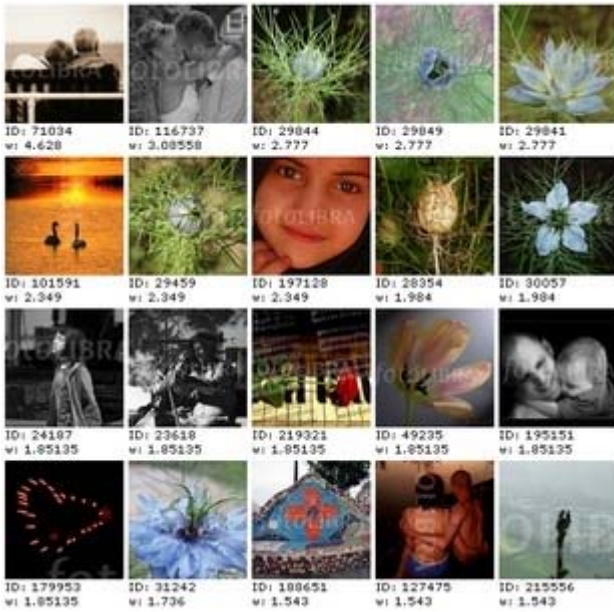 ID: 71034
w: 4.628
ID: 116737
w: 3.08558
ID: 29844
w: 2.777
ID: 29849
w: 2.777
ID: 29841
w: 2.777
ID: 101591
w: 2.349
ID: 29459
w: 2.349
ID: 197128
w: 2.349
ID: 28354
w: 1.984
ID: 30057
w: 1.984
ID: 24187
w: 1.85135
ID: 23618
w: 1.85135
ID: 219321
w: 1.85135
ID: 49235
w: 1.85135
ID: 195151
w: 1.85135
ID: 179953
w: 1.85135
ID: 31242
w: 1.736
ID: 188651
w: 1.543
ID: 127475
w: 1.543
ID: 215556
w: 1.543